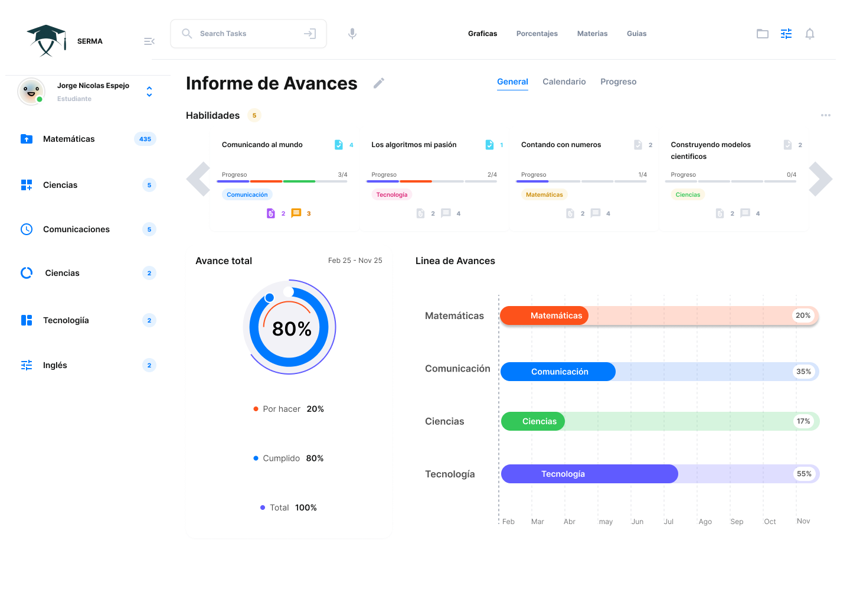 SERMA
Search Tasks
Graficas
Porcentajes
Materias
Guias
Jorge Nicolas Espejo
Estudiante
Matemáticas 435
Ciencias 5
Comunicaciones 5
Ciencias 2
Tecnologíia 2
Inglés 2
Informe de Avances
General
Calendario
Progreso
Habilidades 5
Comunicando al mundo 4
Progreso 3/4
Comunicación
2 3
Los algoritmos mi pasión 1
Progreso 2/4
Tecnología
2 4
Contando con numeros 2
Progreso 1/4
Matemáticas
2 4
Construyendo modelos 2
cientificos
Progreso 0/4
Ciencias
2 4
Avance total
Feb 25 - Nov 25
80%
Por hacer 20%
Cumplido 80%
Total 100%
Linea de Avances
Matemáticas Matemáticas 20%
Comunicación Comunicación 35%
Ciencias Ciencias 17%
Tecnología Tecnología 55%
Feb Mar Abr may Jun Jul Ago Sep Oct Nov